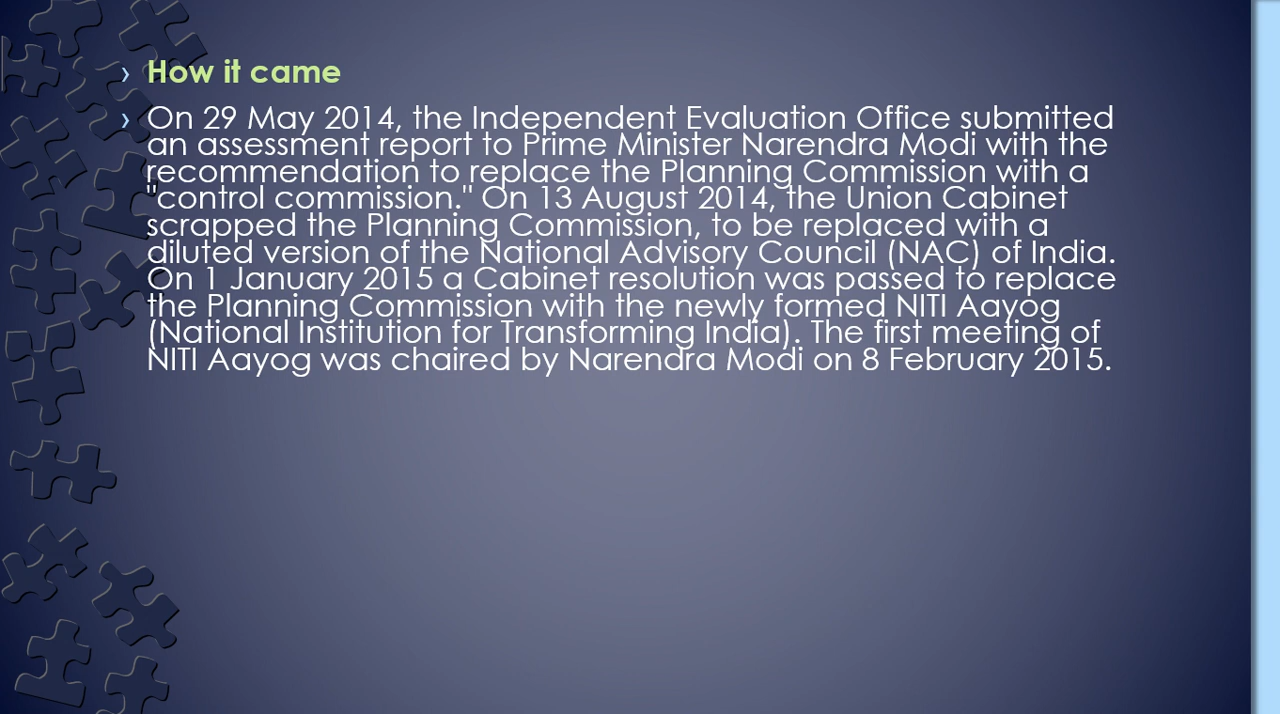 › How it came
› On 29 May 2014, the Independent Evaluation Office submitted
an assessment report to Prime Minister Narendra Modi with the
recommendation to replace the Planning Commission with a
"control commission." On 13 August 2014, the Union Cabinet
scrapped the Planning Commission, to be replaced with a
diluted version of the National Advisory Council (NAC) of India.
On 1 January 2015 a Cabinet resolution was passed to replace
the Planning Commission with the newly formed NITI Aayog
(National Institution for Transforming India). The first meeting of
NITI Aayog was chaired by Narendra Modi on 8 February 2015.